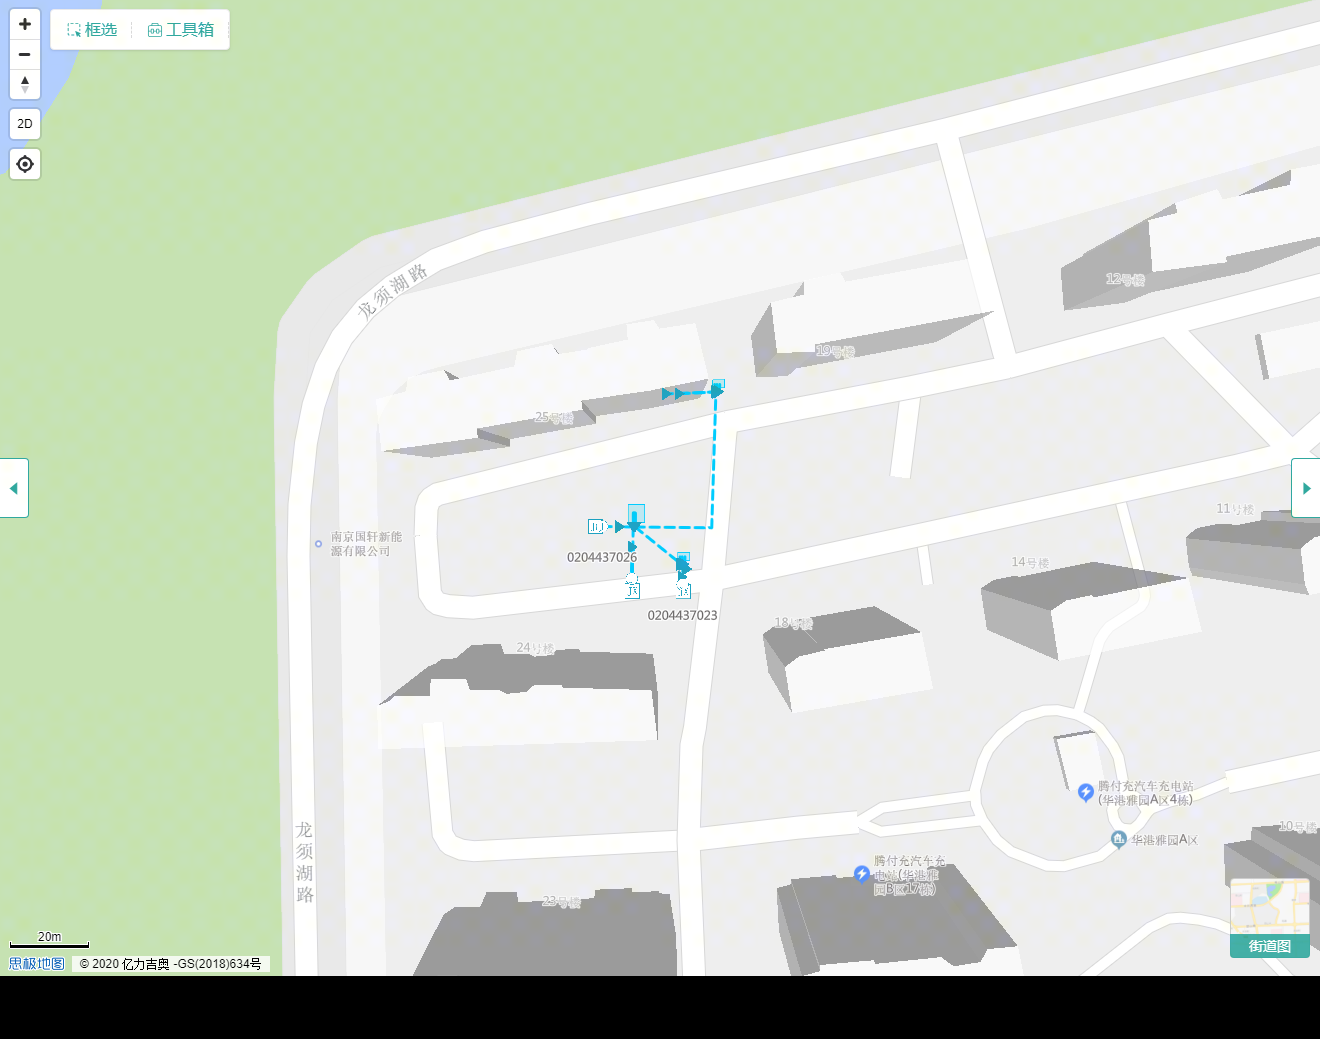 框选
工具箱
2D
龙须湖路
12号楼
19号楼
25号楼
11号楼
南京国轩新能
源有限公司
0204437026
14号楼
0204437023
18号楼
24号楼
腾付充汽车充电站
(华港雅园A区4栋)
龙须湖路
10号楼
华港雅园A区
腾付充汽车充
电站(华港雅
园B区17栋)
23号楼
20m
街道图
思极地图
© 2020 亿力吉奥 -GS(2018)634号